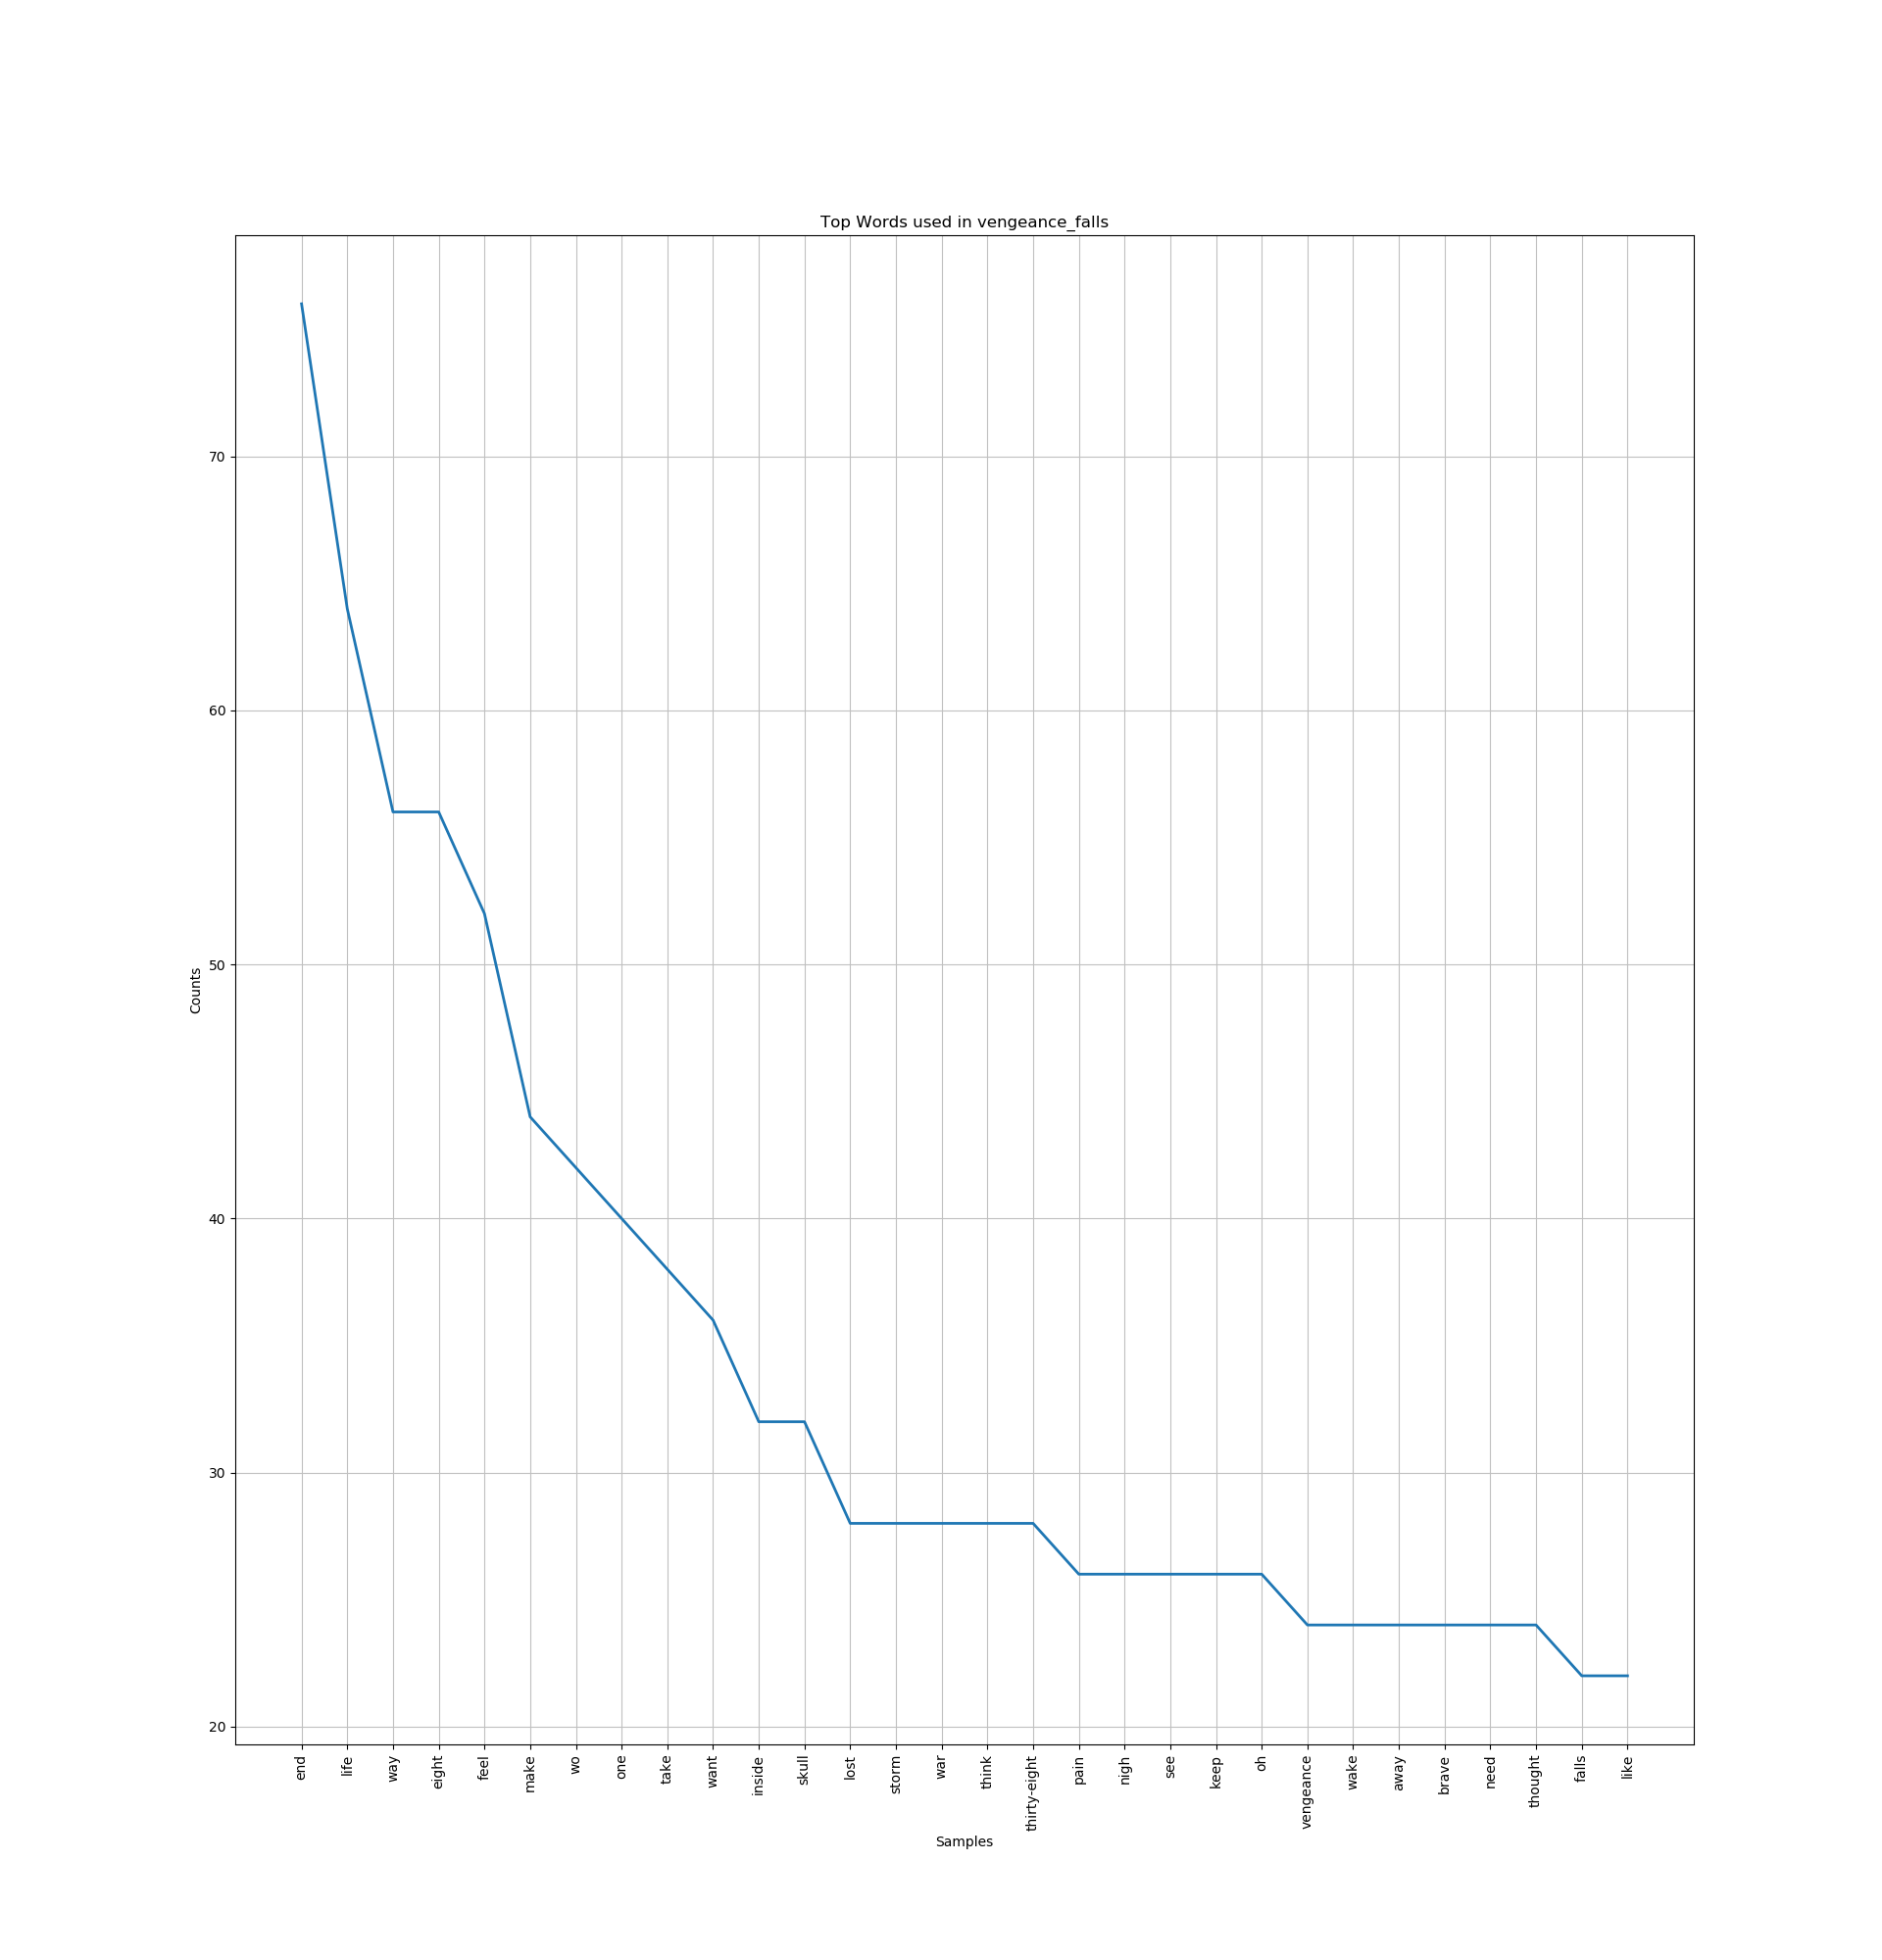 Top Words used in vengeance_falls
70
60
50
40
30
20
Counts
end
life
way
eight
feel
make
wo
one
take
want
inside
skull
lost
storm
war
think
thirty-eight
pain
nigh
see
keep
oh
vengeance
wake
away
brave
need
thought
falls
like
Samples